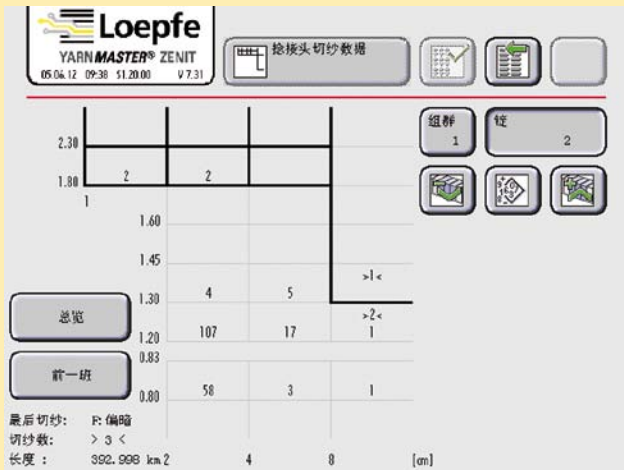 Loepfe
YARNMASTER® ZENIT
05.06.12 09:38 S1.20.00 V 7.31
捻接头切纱数据
组群
1
锭
2
2.30
1.80 2 2
1
1.60
1.45
>1<
1.30 4 5
>2<
1.20 107 17 1
0.83
0.80 58 3 1
总览
前一班
最后切纱: F: 偏暗
切纱数: > 3 <
长度: 392.998 km 2 4 8 [cm]